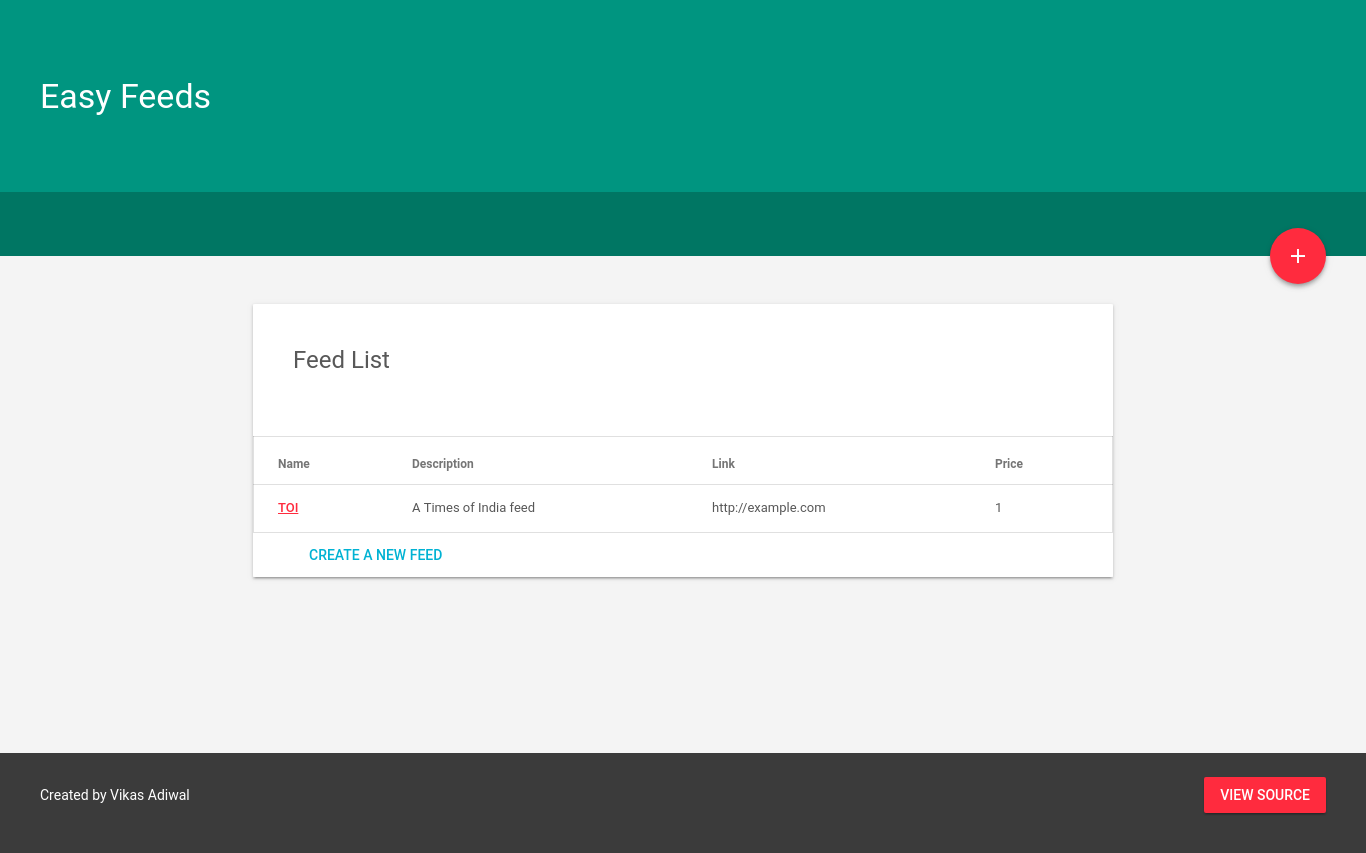 Easy Feeds
+
Feed List
Name Description Link Price
TOI A Times of India feed http://example.com 1
CREATE A NEW FEED
Created by Vikas Adiwal
VIEW SOURCE